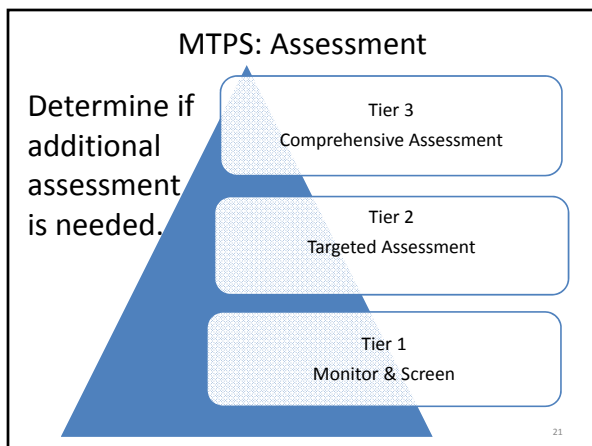 MTPS: Assessment
Determine if
additional
assessment
is needed.
Tier 3
Comprehensive Assessment
Tier 2
Targeted Assessment
Tier 1
Monitor & Screen
21